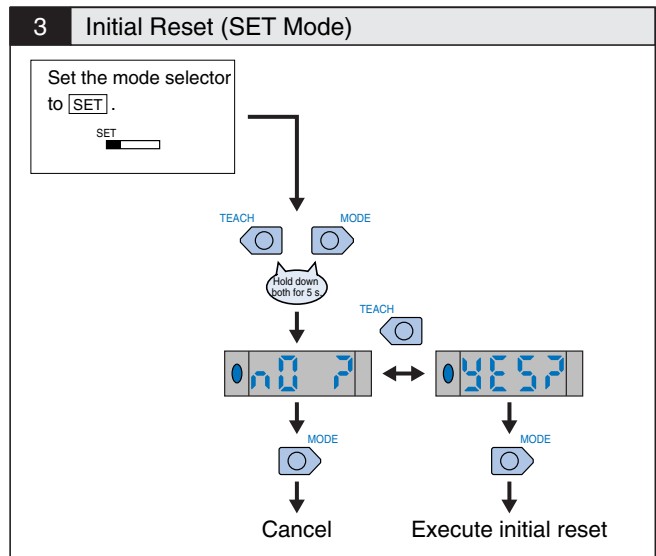 3 Initial Reset (SET Mode)
Set the mode selector
to SET .
SET
TEACH MODE
Hold down
both for 5 s.
TEACH
nO ? YES?
MODE MODE
Cancel Execute initial reset